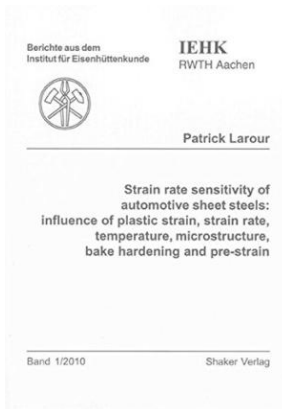 Berichte aus dem
Institut für Eisenhüttenkunde
IEHK
RWTH Aachen
Patrick Larour
Strain rate sensitivity of
automotive sheet steels:
influence of plastic strain, strain rate,
temperature, microstructure,
bake hardening and pre-strain
Band 1/2010
Shaker Verlag